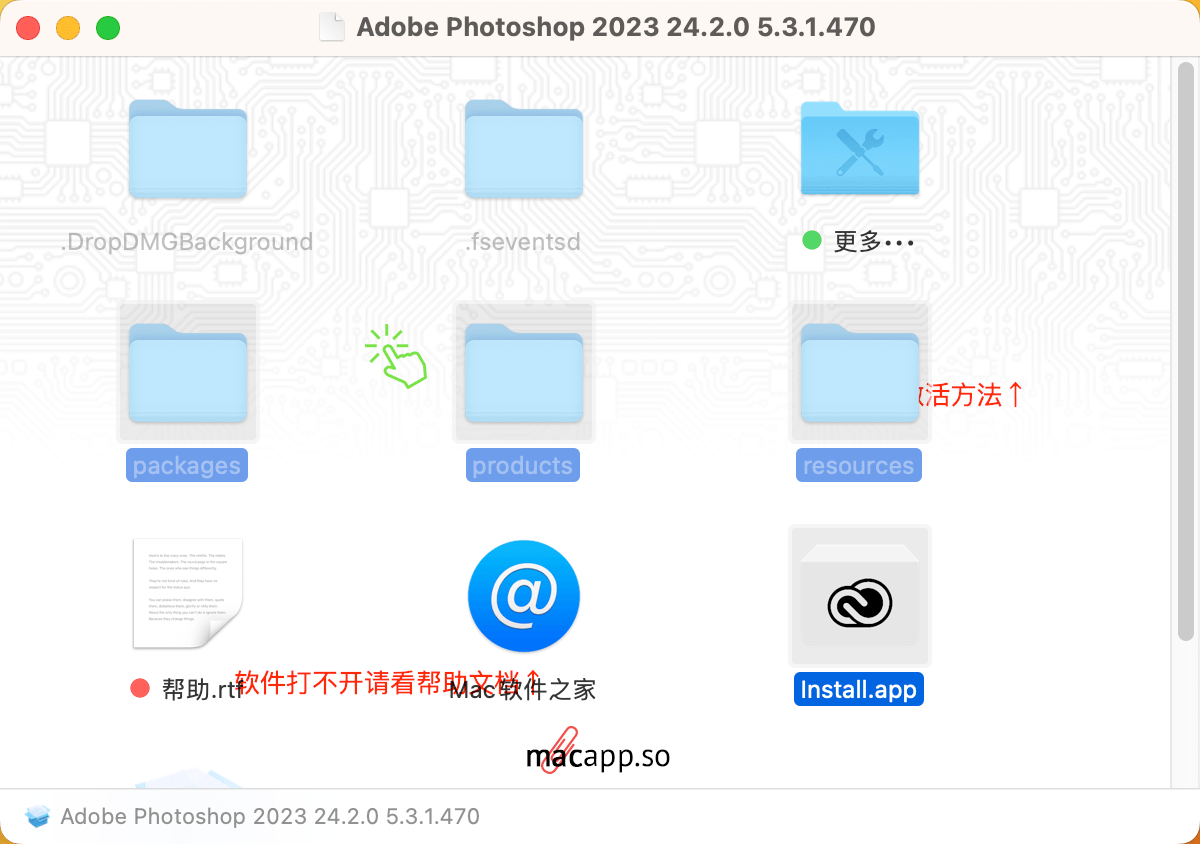 Adobe Photoshop 2023 24.2.0 5.3.1.470
.DropDMGBackground
.fseventsd
更多•••
活方法↑
packages
products
resources
帮助.rtf
软件打不开请看帮助文档↑
Mac软件之家
Install.app
macapp.so
Adobe Photoshop 2023 24.2.0 5.3.1.470